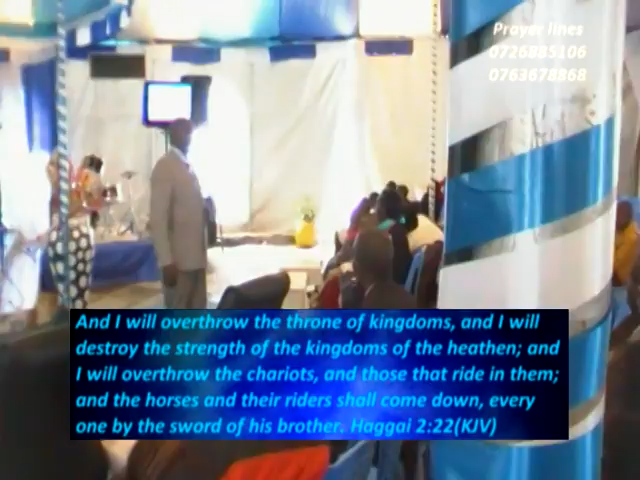 Prayer lines
0726885106
0763678868
And I will overthrow the throne of kingdoms, and I will
destroy the strength of the kingdoms of the heathen; and
I will overthrow the chariots, and those that ride in them;
and the horses and their riders shall come down, every
one by the sword of his brother. Haggai 2:22(KJV)